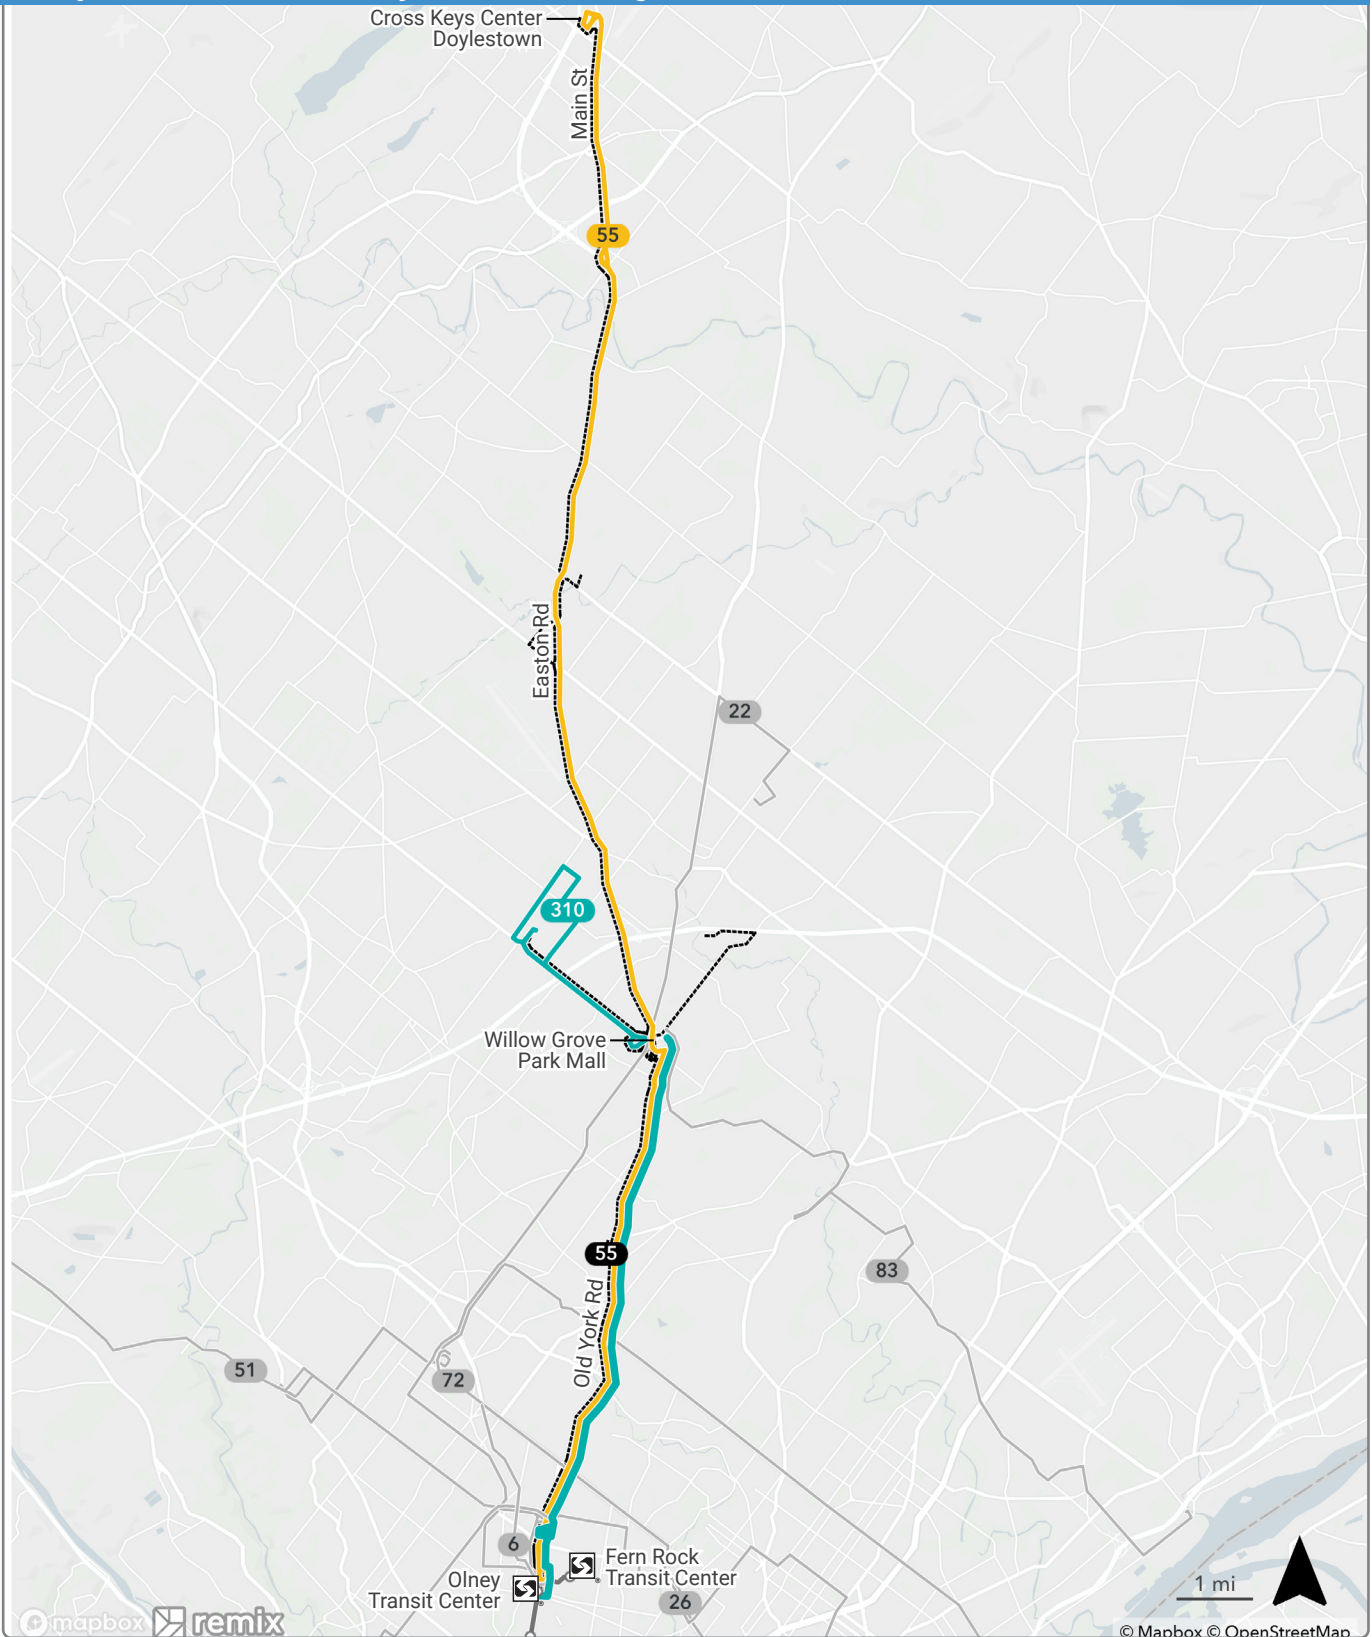 Cross Keys Center
Doylestown
Main St
55
Easton Rd
22
310
Willow Grove
Park Mall
55
Old York Rd
83
51
72
6
Fern Rock
Transit Center
Olney
Transit Center
26
1 mi
mapbox remix
© Mapbox © OpenStreetMap